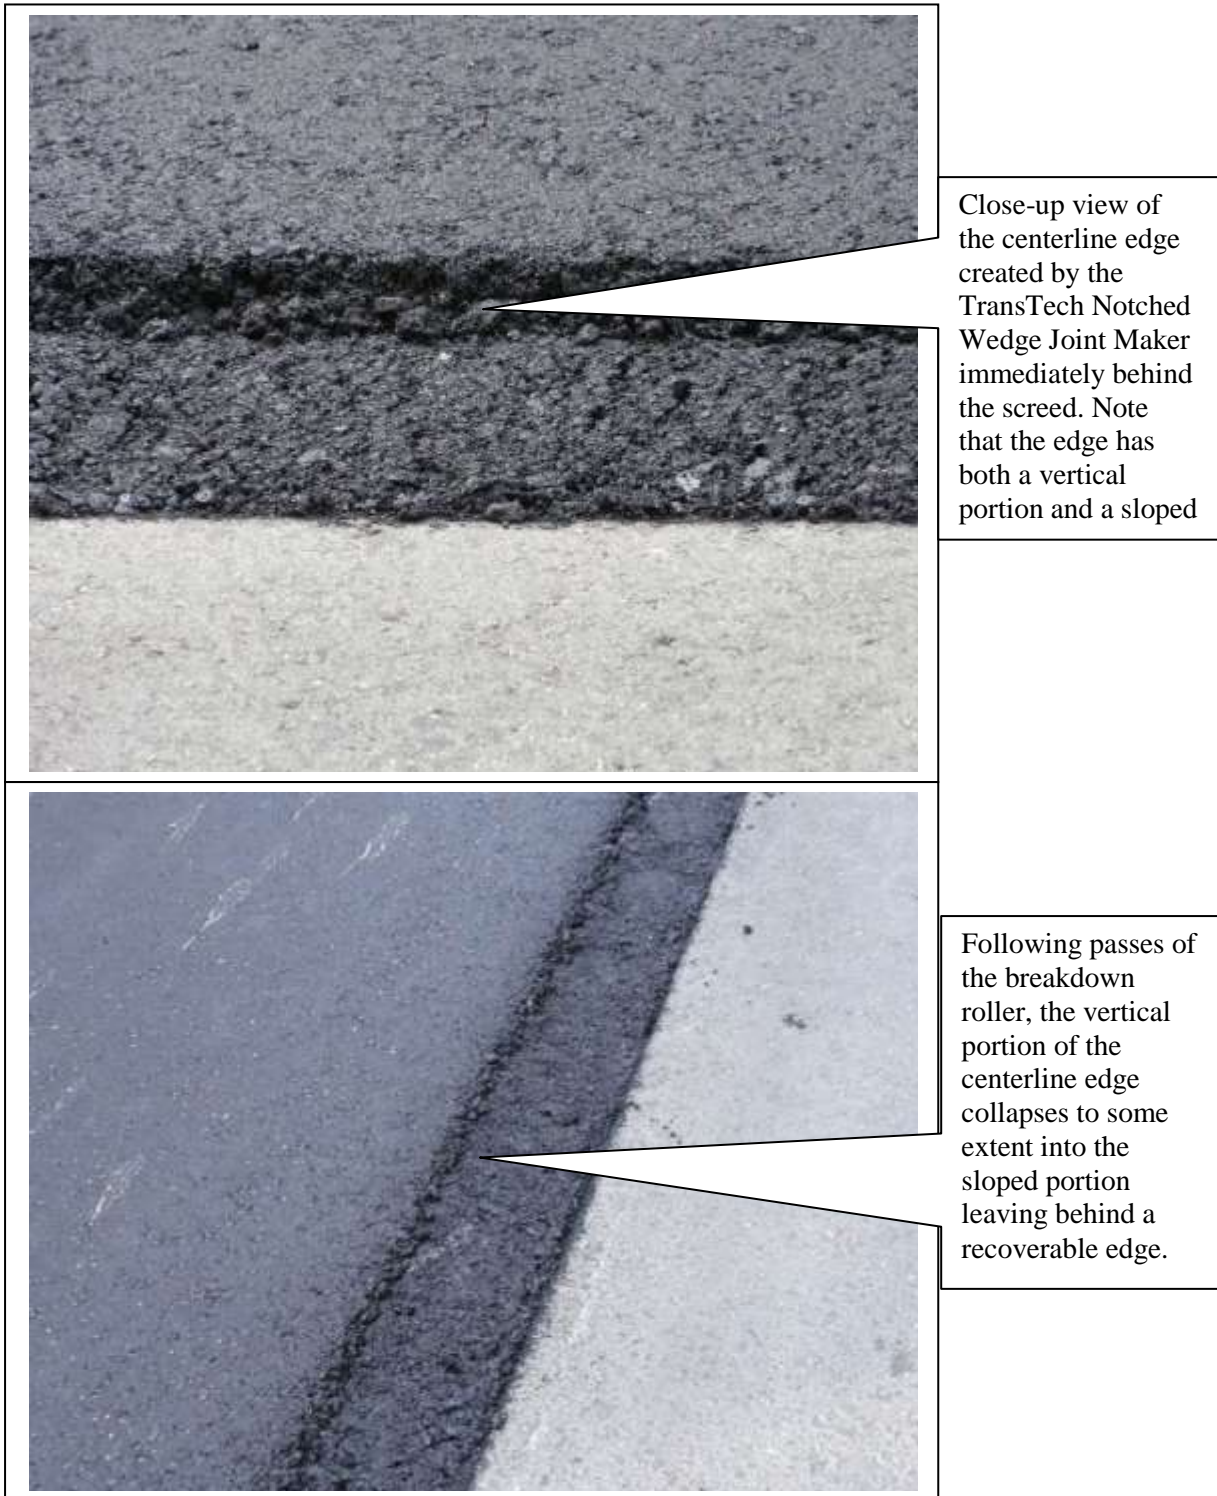 Close-up view of
the centerline edge
created by the
TransTech Notched
Wedge Joint Maker
immediately behind
the screed. Note
that the edge has
both a vertical
portion and a sloped
Following passes of
the breakdown
roller, the vertical
portion of the
centerline edge
collapses to some
extent into the
sloped portion
leaving behind a
recoverable edge.